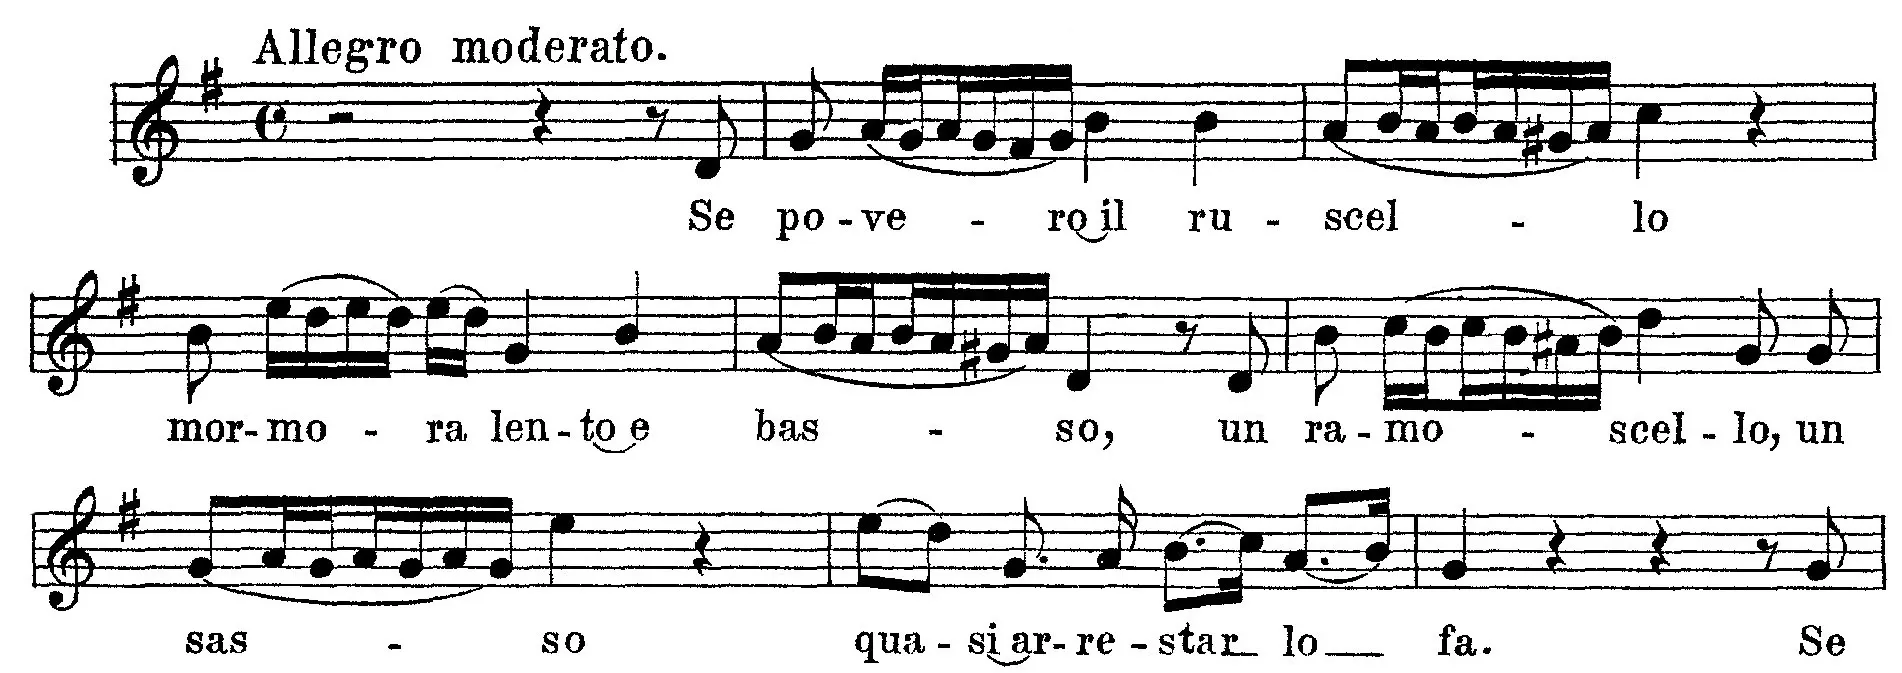 Allegro moderato.
Se po-ve - ro il ru - scel - lo
mor-mo - ra len-to e bas - so, un ra-mo - scel-lo, un
sas - so qua-si ar-re-star lo fa. Se